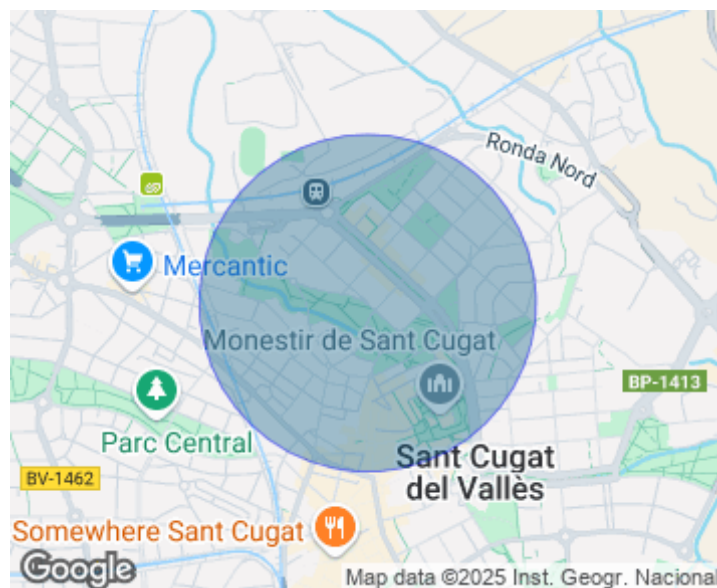 Ronda Nord
Mercantic
Monestir de Sant Cugat
BP-1413
Parc Central
Sant Cugat
del Vallès
BV-1462
Somewhere Sant Cugat
Google
Map data ©2025 Inst. Geogr. Nacional